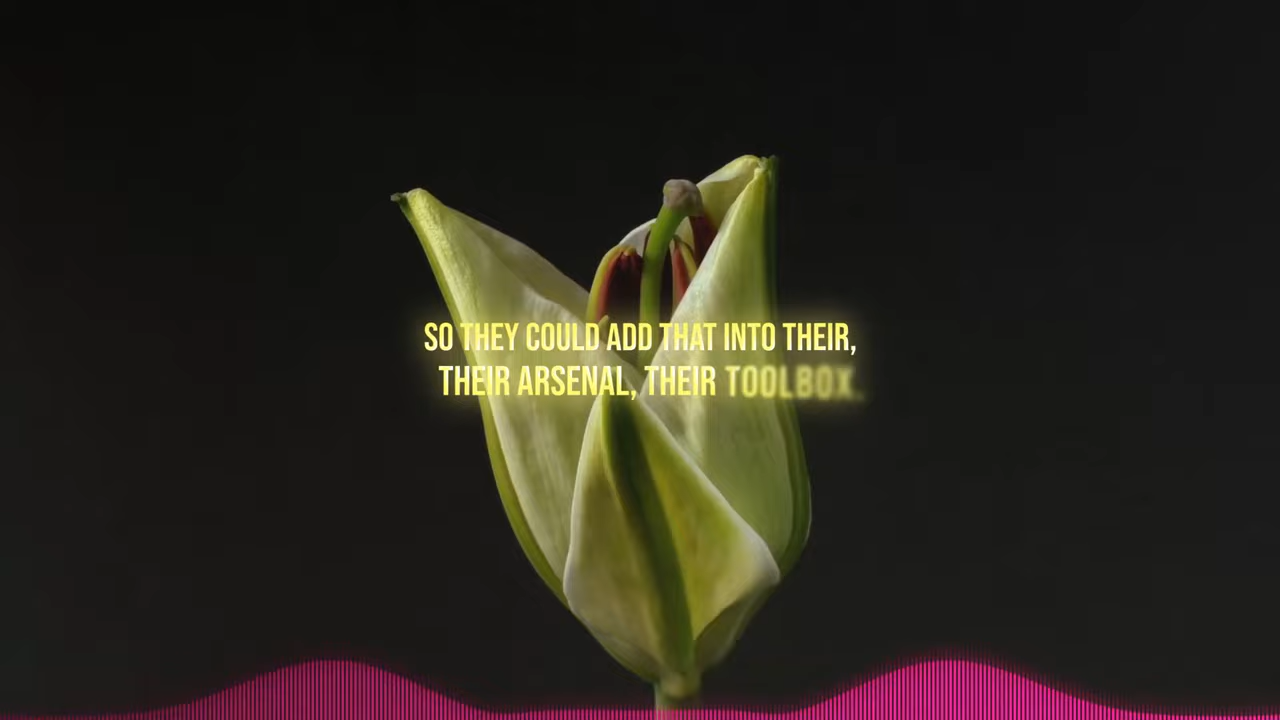 SO THEY COULD ADD THAT INTO THEIR,
THEIR ARSENAL, THEIR TOOLBOX.